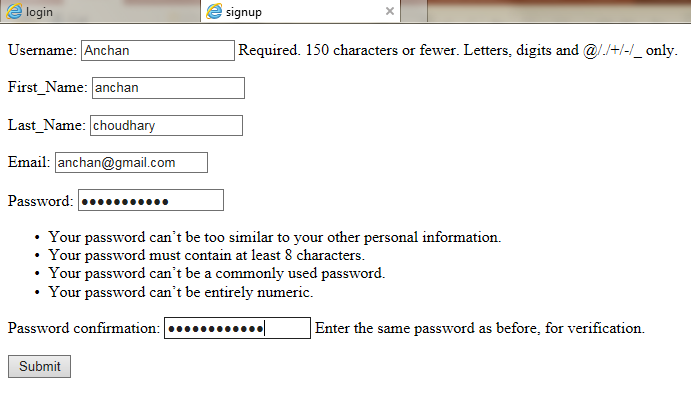 login signup
Username: Anchan Required. 150 characters or fewer. Letters, digits and @/./+/-/_ only.
First_Name: anchan
Last_Name: choudhary
Email: anchan@gmail.com
Password: ●●●●●●●●●●●
• Your password can't be too similar to your other personal information.
• Your password must contain at least 8 characters.
• Your password can't be a commonly used password.
• Your password can't be entirely numeric.
Password confirmation: ●●●●●●●●●●●● Enter the same password as before, for verification.
Submit